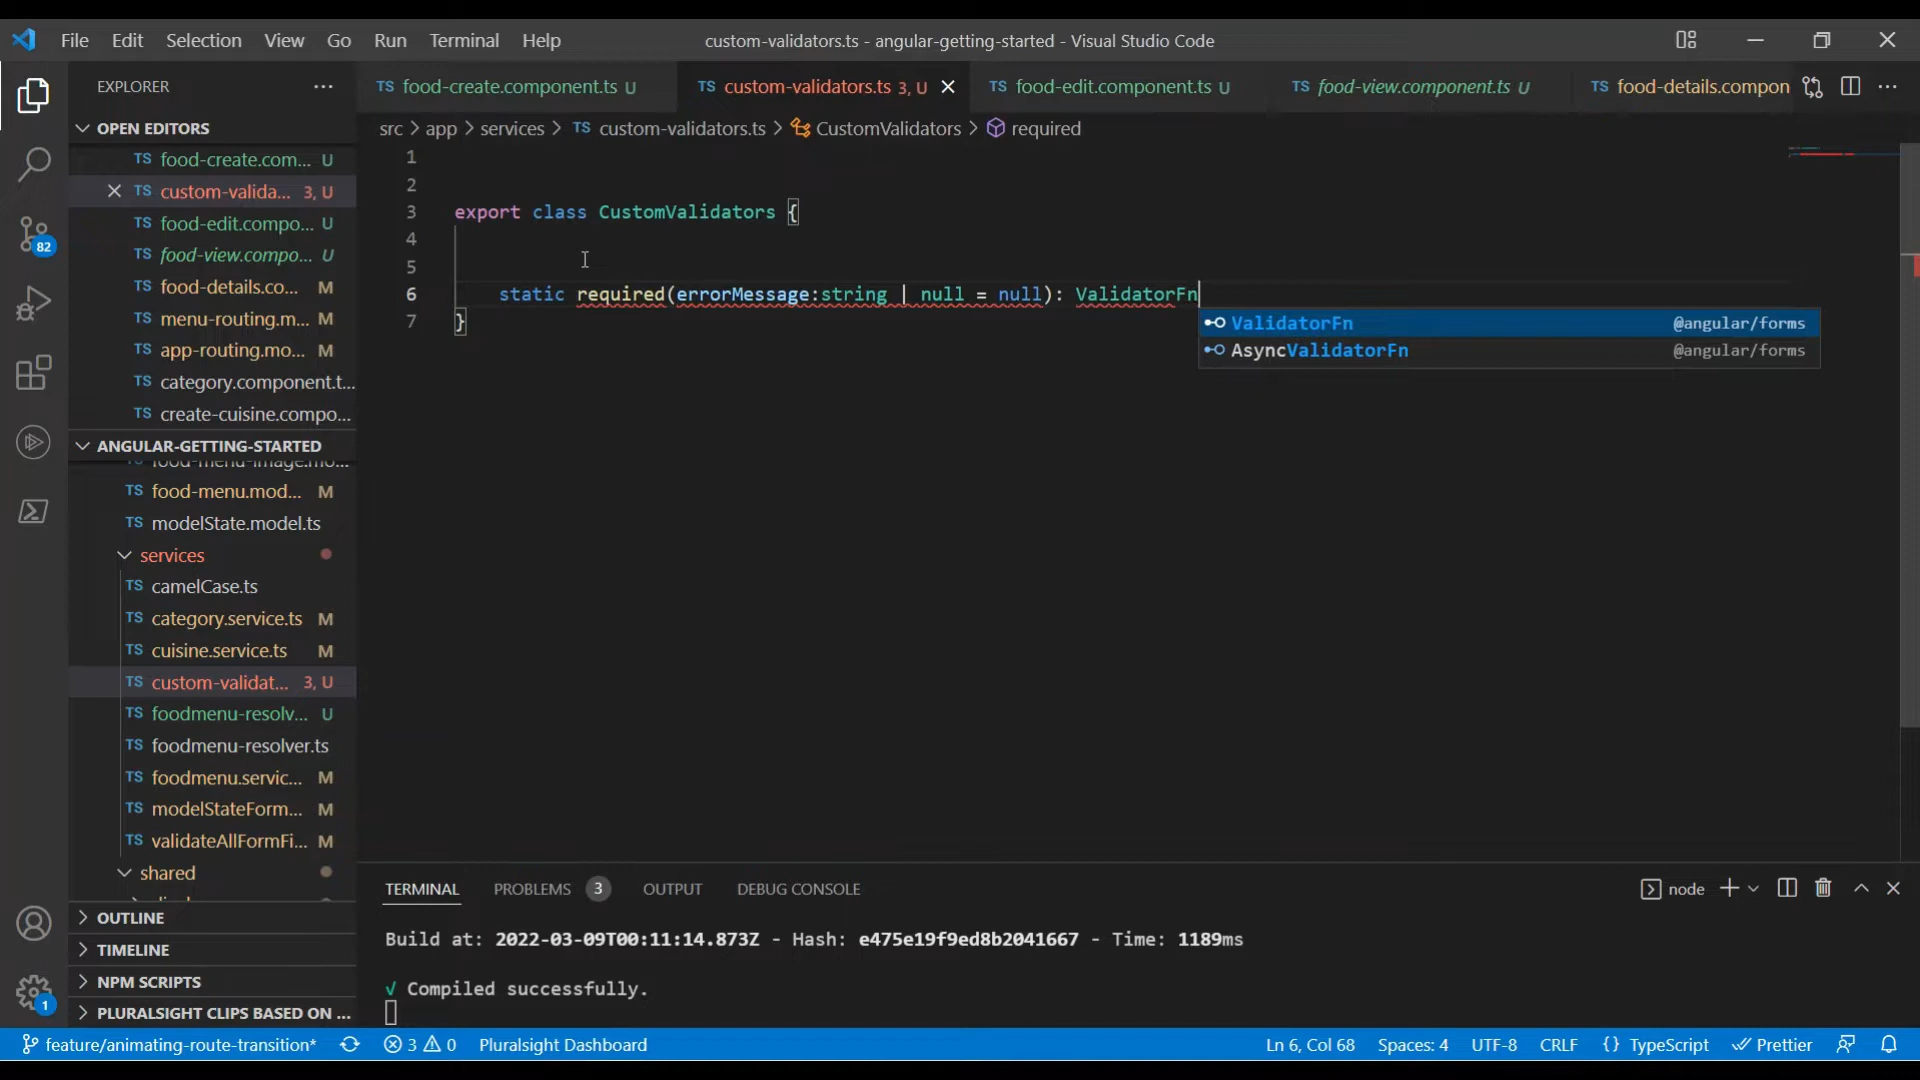 File Edit Selection View Go Run Terminal Help custom-validators.ts - angular-getting-started - Visual Studio Code
EXPLORER
TS food-create.component.ts U TS custom-validators.ts 3, U TS food-edit.component.ts U TS food-view.component.ts U TS food-details.compon
OPEN EDITORS
src > app > services > TS custom-validators.ts > CustomValidators > required
TS food-create.com... U
TS custom-valida... 3, U
TS food-edit.compo... U
TS food-view.compo... U
TS food-details.co... M
TS menu-routing.m... M
TS app-routing.mo... M
TS category.component.t...
TS create-cuisine.compo...
ANGULAR-GETTING-STARTED
food-menu-image.mo...
TS food-menu.mod... M
TS modelState.model.ts
services
TS camelCase.ts
TS category.service.ts M
TS cuisine.service.ts M
TS custom-validat... 3, U
TS foodmenu-resolv... U
TS foodmenu-resolver.ts
TS foodmenu.servic... M
TS modelStateForm... M
TS validateAllFormFi... M
shared
OUTLINE
TIMELINE
NPM SCRIPTS
PLURALSIGHT CLIPS BASED ON ...
82
1
1
2
3 export class CustomValidators {
4
5
6 static required(errorMessage:string | null = null): ValidatorFn
7 }
ValidatorFn @angular/forms
AsyncValidatorFn @angular/forms
TERMINAL PROBLEMS 3 OUTPUT DEBUG CONSOLE node
Build at: 2022-03-09T00:11:14.873Z - Hash: e475e19f9ed8b2041667 - Time: 1189ms
√ Compiled successfully.
feature/animating-route-transition* 3 0 Pluralsight Dashboard Ln 6, Col 68 Spaces: 4 UTF-8 CRLF {} TypeScript Prettier